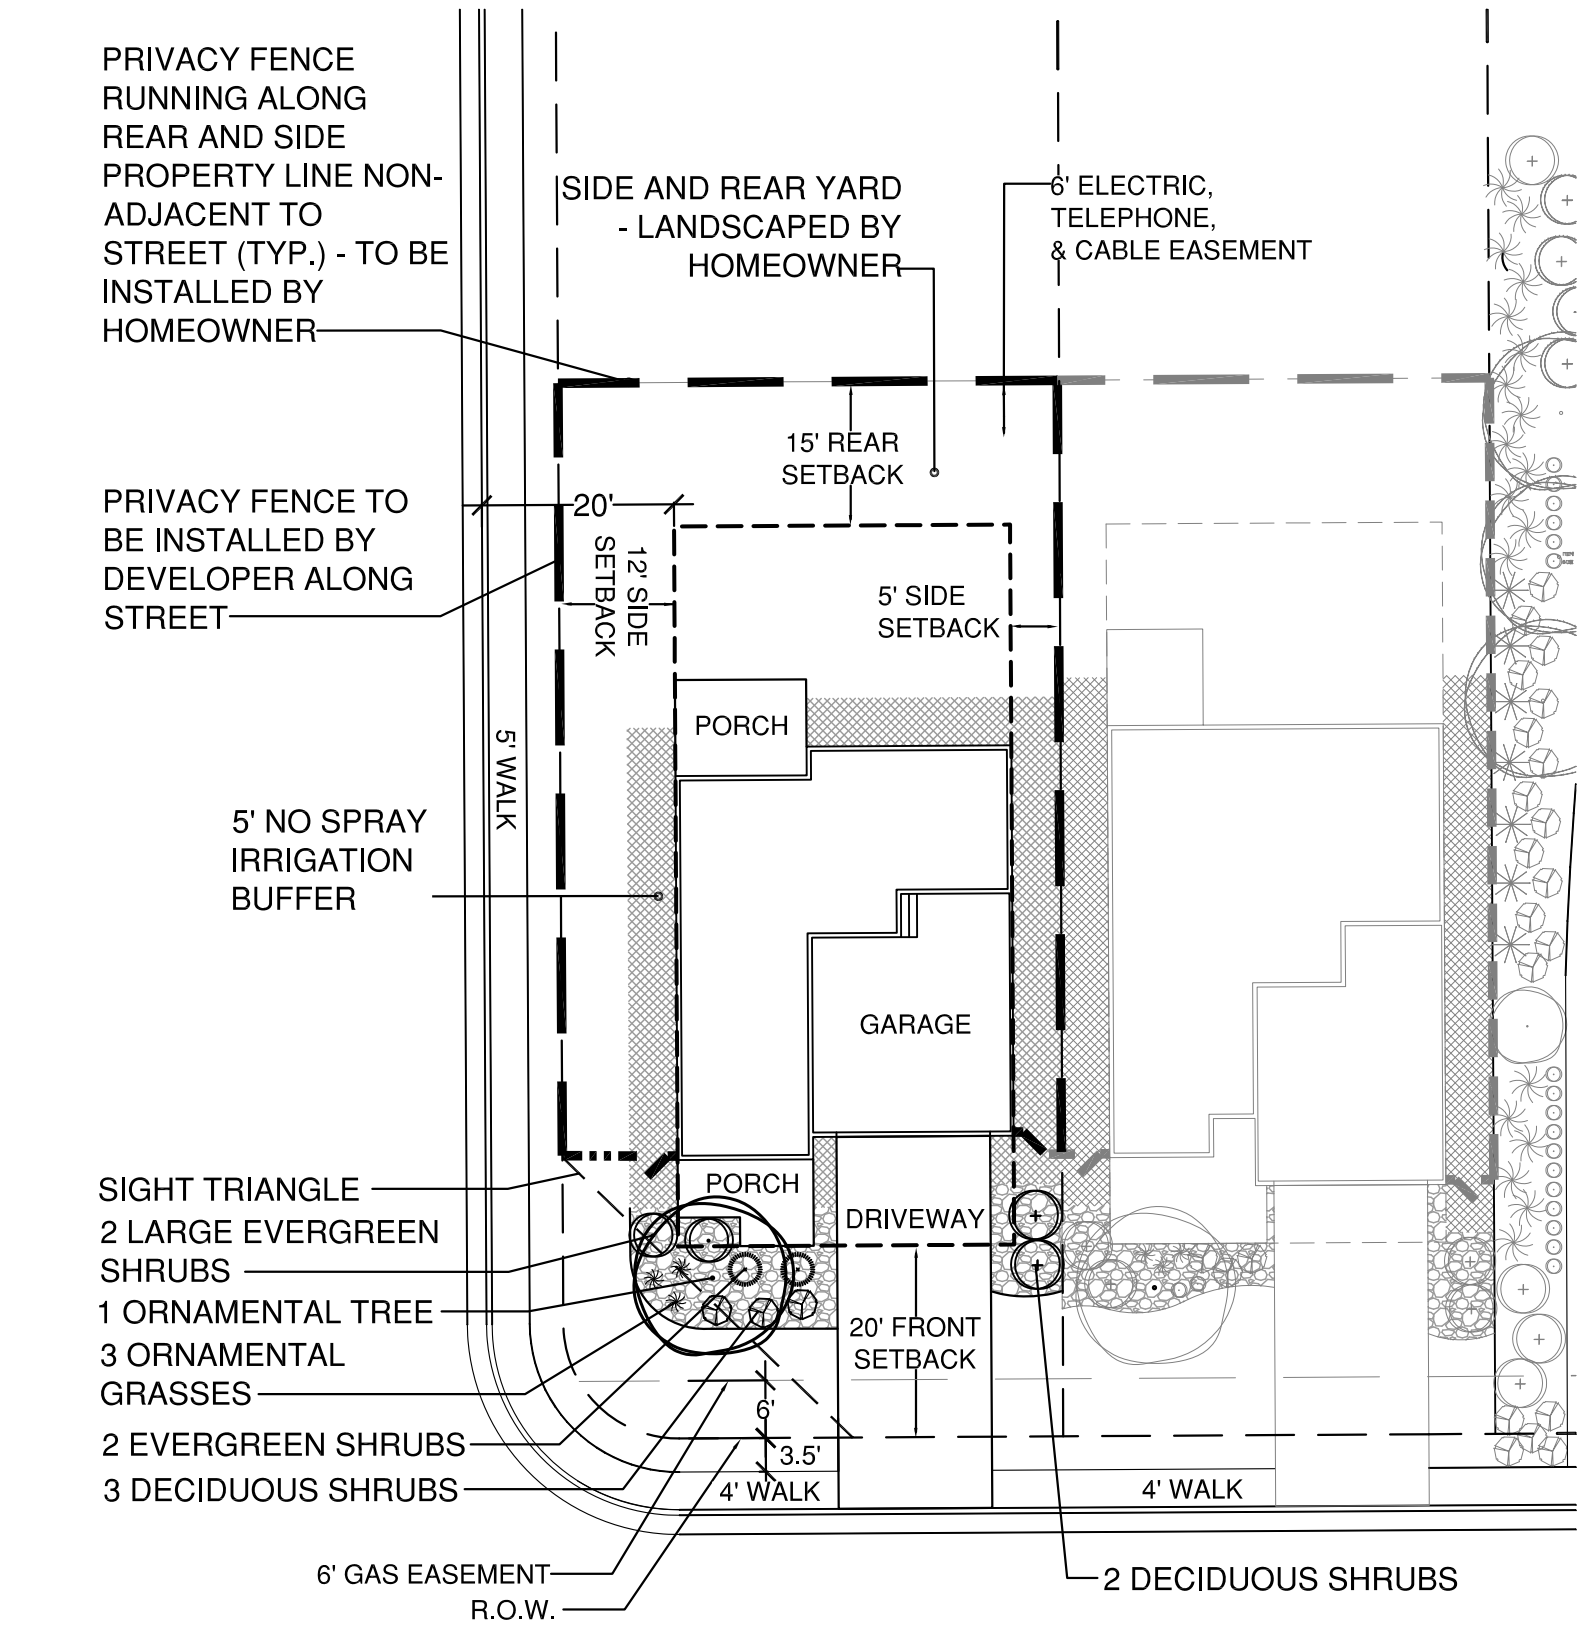 PRIVACY FENCE
RUNNING ALONG
REAR AND SIDE
PROPERTY LINE NON-
ADJACENT TO
STREET (TYP.) - TO BE
INSTALLED BY
HOMEOWNER
SIDE AND REAR YARD
- LANDSCAPED BY
HOMEOWNER
6' ELECTRIC,
TELEPHONE,
& CABLE EASEMENT
15' REAR
SETBACK
PRIVACY FENCE TO
BE INSTALLED BY
DEVELOPER ALONG
STREET
20'
12' SIDE
SETBACK
5' SIDE
SETBACK
PORCH
5' WALK
5' NO SPRAY
IRRIGATION
BUFFER
GARAGE
SIGHT TRIANGLE
2 LARGE EVERGREEN
SHRUBS
1 ORNAMENTAL TREE
3 ORNAMENTAL
GRASSES
2 EVERGREEN SHRUBS
3 DECIDUOUS SHRUBS
PORCH
DRIVEWAY
20' FRONT
SETBACK
6'
3.5'
4' WALK
4' WALK
6' GAS EASEMENT
R.O.W.
2 DECIDUOUS SHRUBS